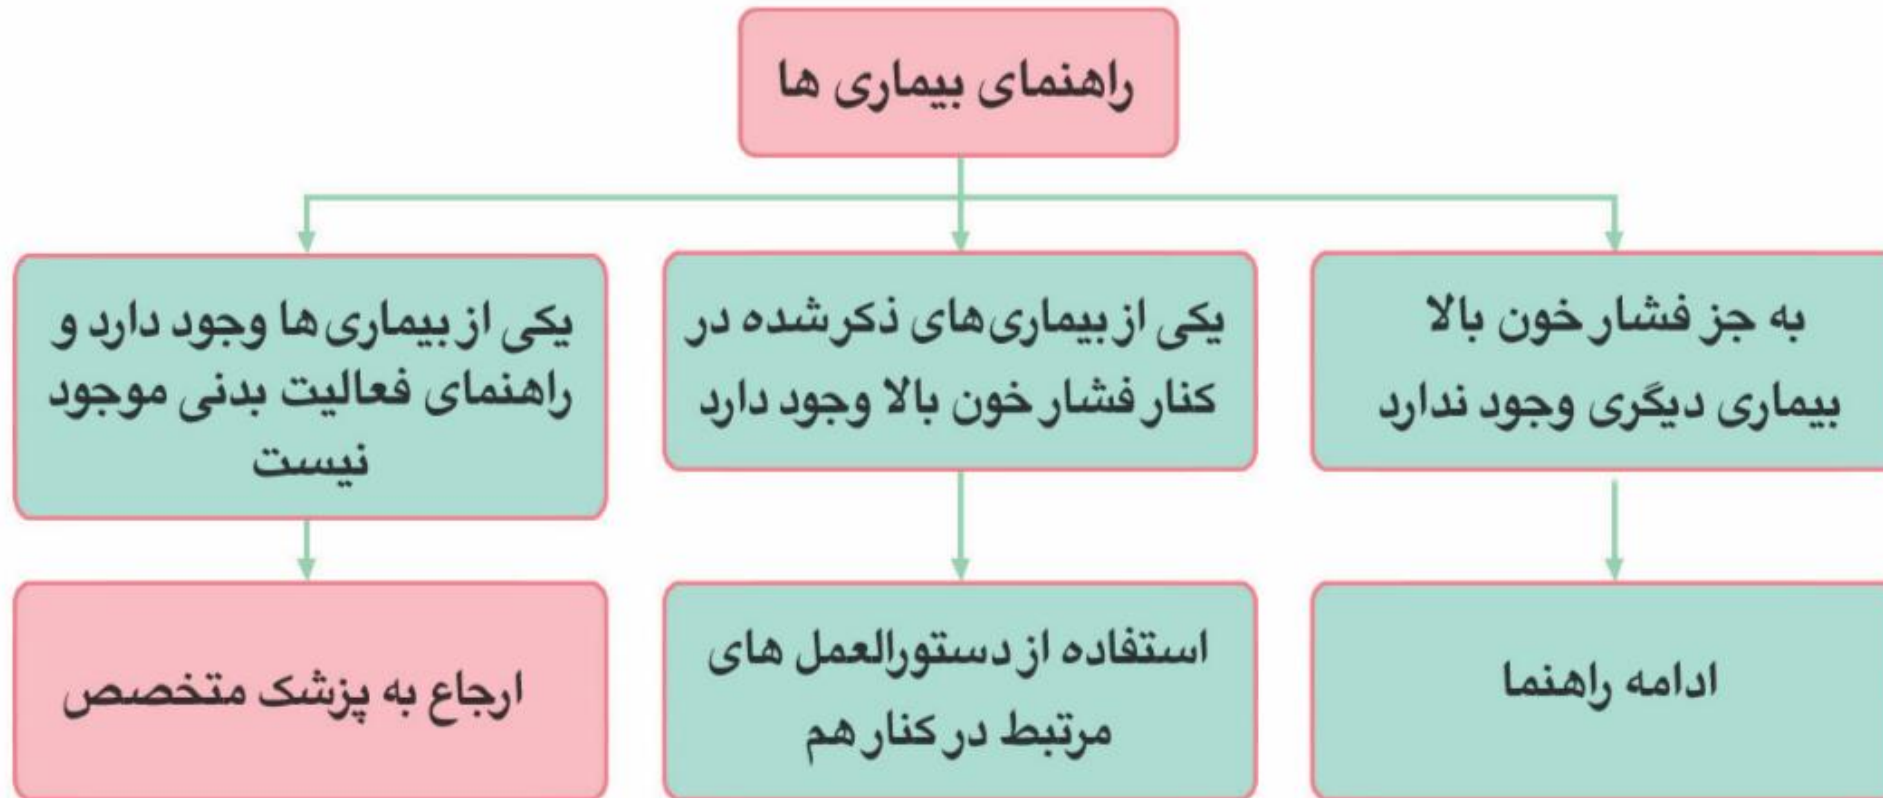 راهنمای بیماری ها
به جز فشار خون بالا
بیماری دیگری وجود ندارد
یکی از بیماری‌های ذکر شده در
کنار فشار خون بالا وجود دارد
یکی از بیماری‌ها وجود دارد و
راهنمای فعالیت بدنی موجود
نیست
ادامه راهنما
استفاده از دستورالعمل های
مرتبط در کنار هم
ارجاع به پزشک متخصص